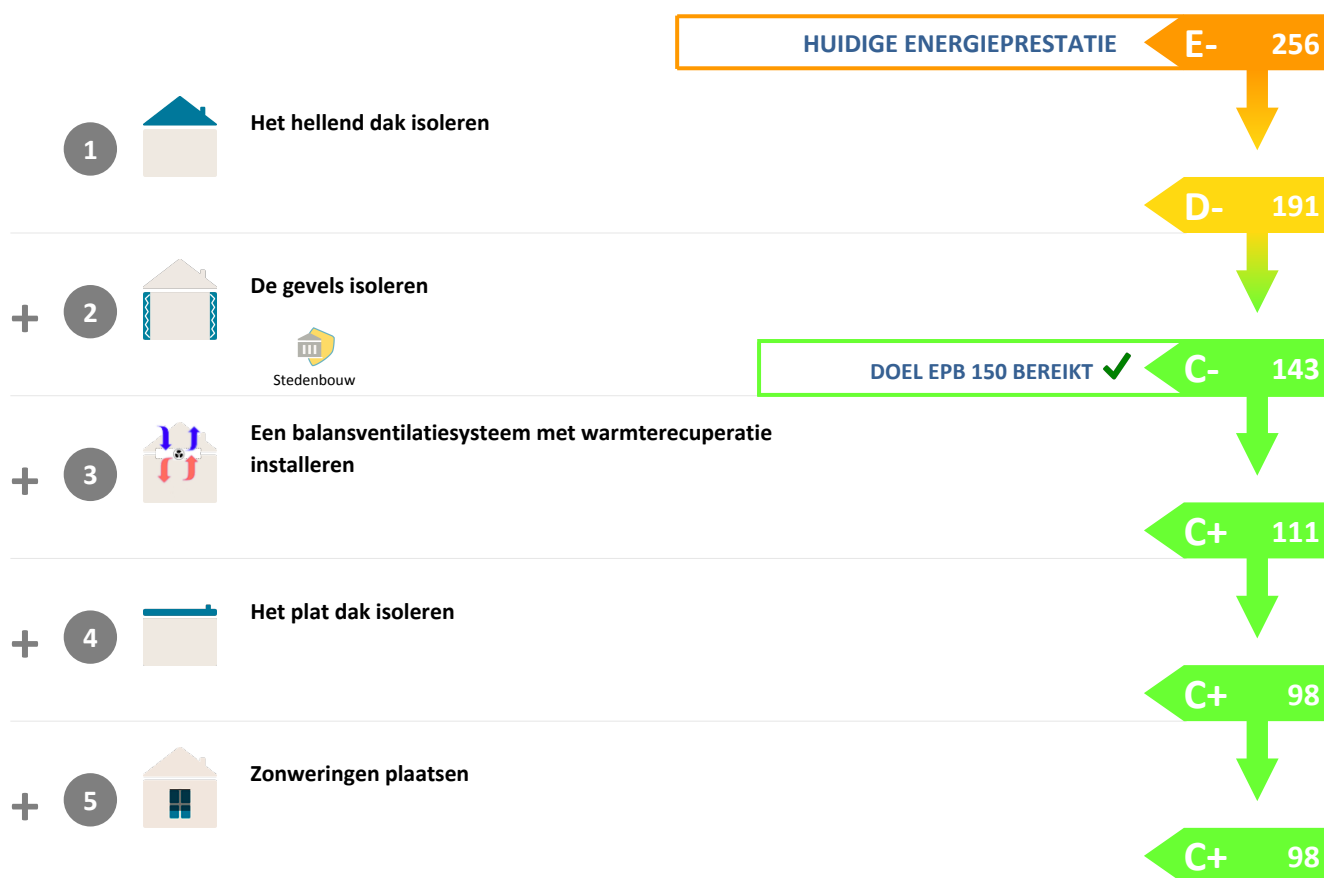 HUIDIGE ENERGIEPRESTATIE E- 256
1 Het hellend dak isoleren
D- 191
+ 2 De gevels isoleren
Stedenbouw
DOEL EPB 150 BEREIKT ✓ C- 143
+ 3 Een balansventilatiesysteem met warmterecuperatie
installeren
C+ 111
+ 4 Het plat dak isoleren
C+ 98
+ 5 Zonweringen plaatsen
C+ 98